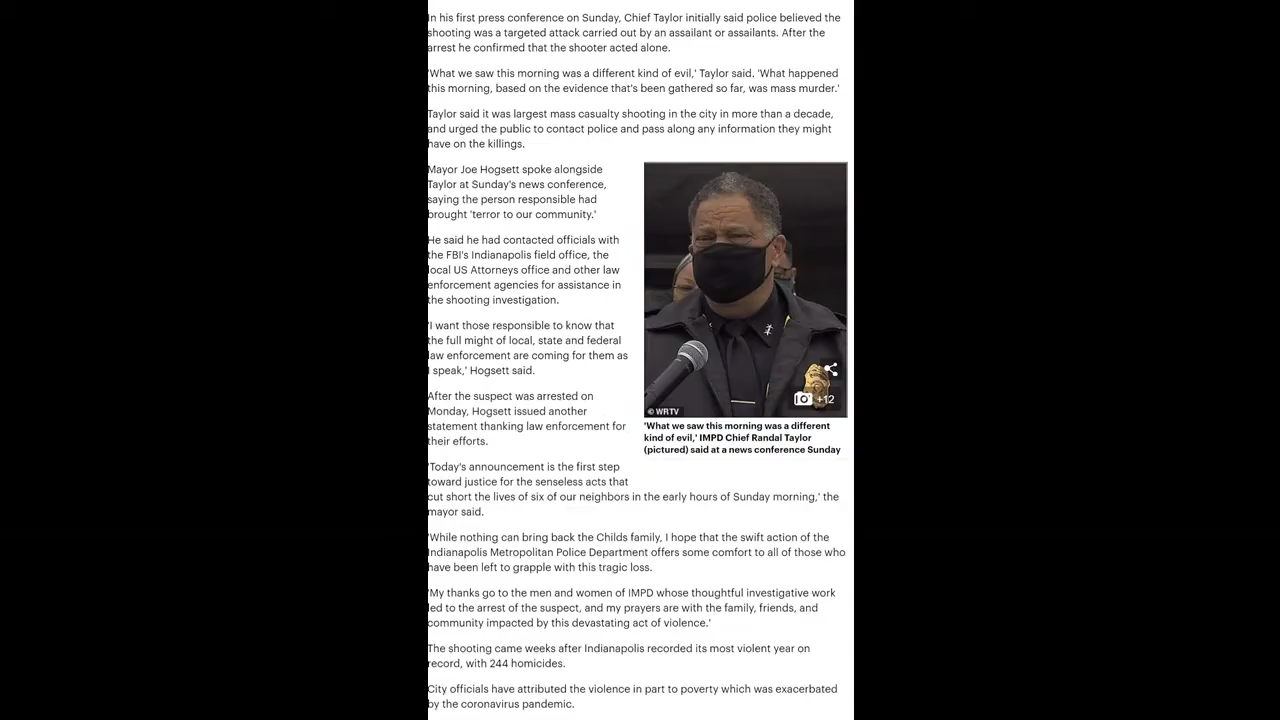 In his first press conference on Sunday, Chief Taylor initially said police believed the
shooting was a targeted attack carried out by an assailant or assailants. After the
arrest he confirmed that the shooter acted alone.
'What we saw this morning was a different kind of evil,' Taylor said. 'What happened
this morning, based on the evidence that's been gathered so far, was mass murder.'
Taylor said it was largest mass casualty shooting in the city in more than a decade,
and urged the public to contact police and pass along any information they might
have on the killings.
Mayor Joe Hogsett spoke alongside
Taylor at Sunday's news conference,
saying the person responsible had
brought 'terror to our community.'
He said he had contacted officials with
the FBI's Indianapolis field office, the
local US Attorneys office and other law
enforcement agencies for assistance in
the shooting investigation.
'I want those responsible to know that
the full might of local, state and federal
law enforcement are coming for them as
I speak,' Hogsett said.
After the suspect was arrested on
Monday, Hogsett issued another
statement thanking law enforcement for
their efforts.
+12
© WRTV
'What we saw this morning was a different
kind of evil,' IMPD Chief Randal Taylor
(pictured) said at a news conference Sunday
'Today's announcement is the first step
toward justice for the senseless acts that
cut short the lives of six of our neighbors in the early hours of Sunday morning,' the
mayor said.
'While nothing can bring back the Childs family, I hope that the swift action of the
Indianapolis Metropolitan Police Department offers some comfort to all of those who
have been left to grapple with this tragic loss.
'My thanks go to the men and women of IMPD whose thoughtful investigative work
led to the arrest of the suspect, and my prayers are with the family, friends, and
community impacted by this devastating act of violence.'
The shooting came weeks after Indianapolis recorded its most violent year on
record, with 244 homicides.
City officials have attributed the violence in part to poverty which was exacerbated
by the coronavirus pandemic.